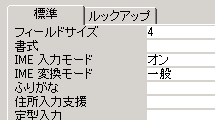 標準 ルックアップ
フィールドサイズ 4
書式
IME 入力モード オン
IME 変換モード 一般
ふりがな
住所入力支援
定型入力